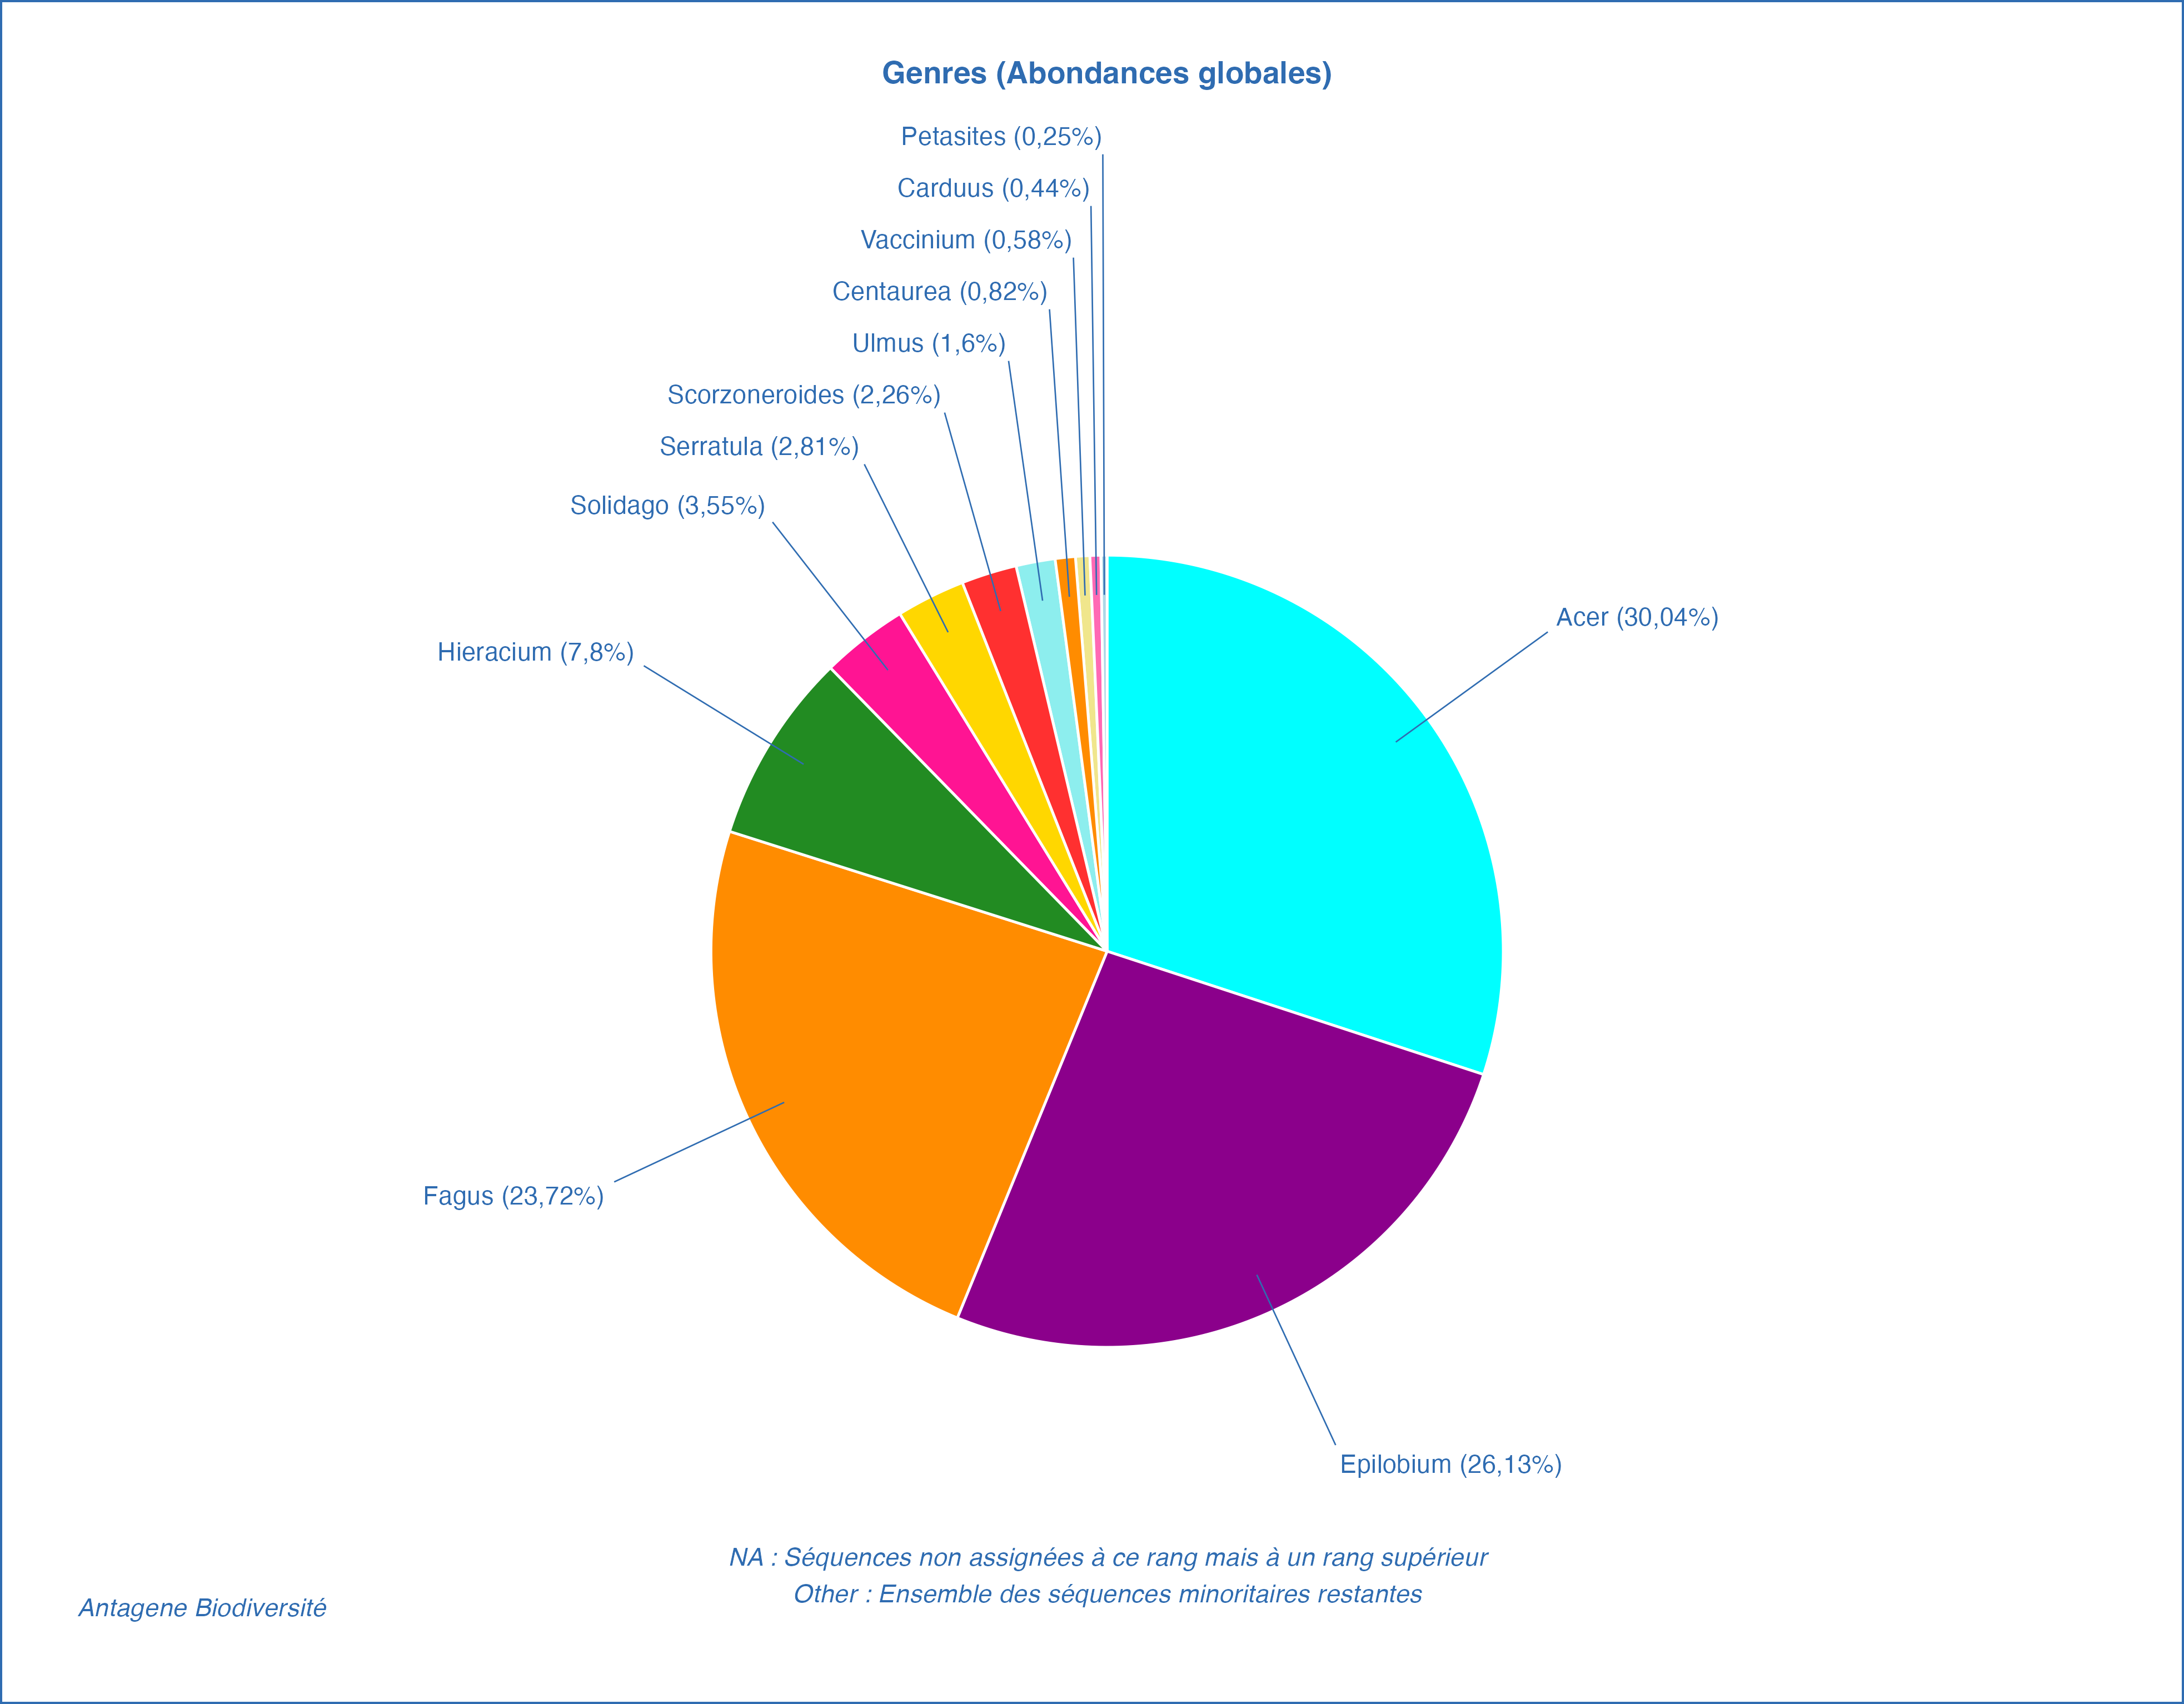 Genres (Abondances globales)
Petasites (0,25%)
Carduus (0,44%)
Vaccinium (0,58%)
Centaurea (0,82%)
Ulmus (1,6%)
Scorzoneroides (2,26%)
Serratula (2,81%)
Solidago (3,55%)
Acer (30,04%)
Hieracium (7,8%)
Fagus (23,72%)
Epilobium (26,13%)
NA : Séquences non assignées à ce rang mais à un rang supérieur
Other : Ensemble des séquences minoritaires restantes
Antagene Biodiversité